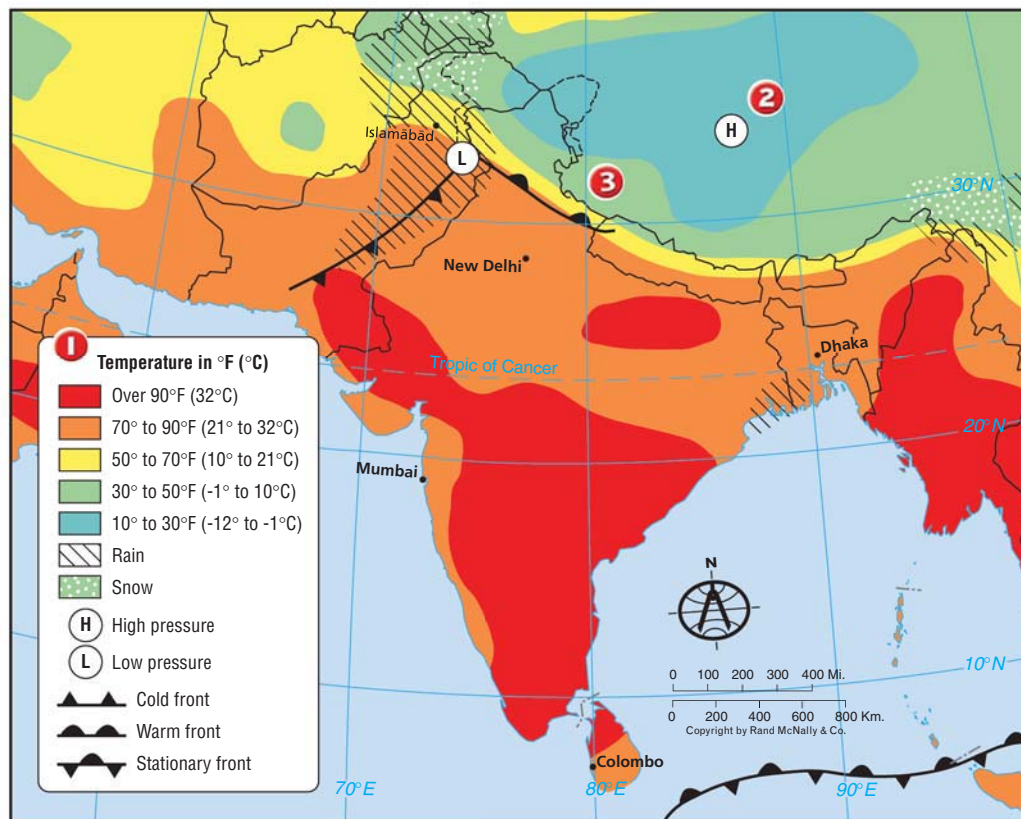 2
Islamābād
H
L
3
30°N
New Delhi
1
Temperature in °F (°C)
Dhaka
Tropic of Cancer
Over 90°F (32°C)
70° to 90°F (21° to 32°C)
20°N
50° to 70°F (10° to 21°C)
Mumbai
30° to 50°F (-1° to 10°C)
10° to 30°F (-12° to -1°C)
Rain
N
Snow
H High pressure
L Low pressure
10°N
0 100 200 300 400 Mi.
Cold front
0 200 400 600 800 Km.
Copyright by Rand McNally & Co.
Warm front
Stationary front
Colombo
70°E
80°E
90°E